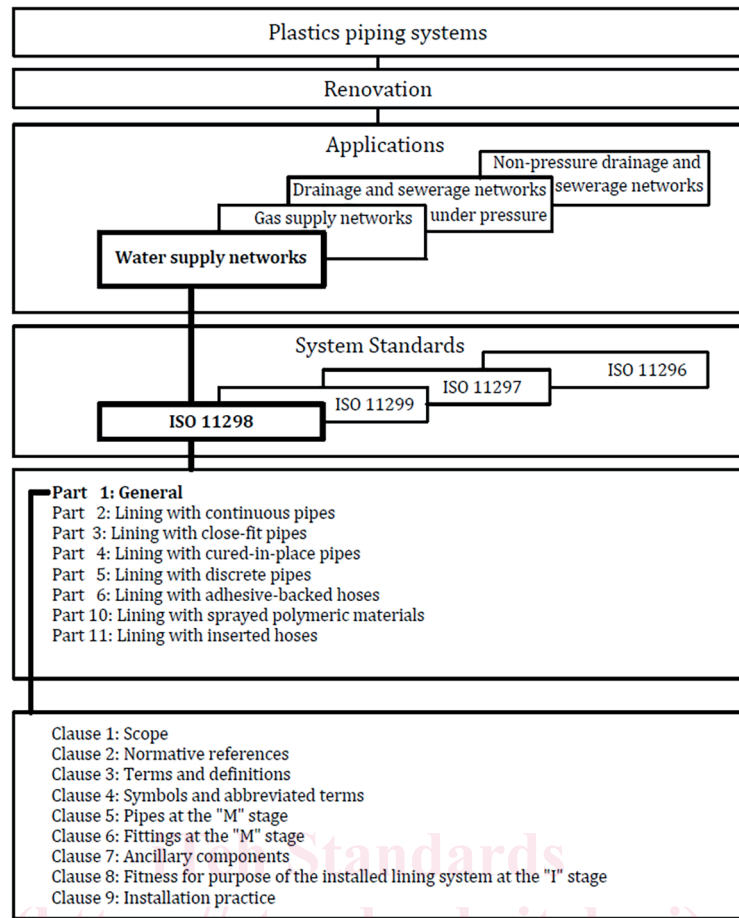 Plastics piping systems
Renovation
Applications
Non-pressure drainage and
sewerage networks
Drainage and sewerage networks
under pressure
Gas supply networks
Water supply networks
System Standards
ISO 11296
ISO 11297
ISO 11299
ISO 11298
Part 1: General
Part 2: Lining with continuous pipes
Part 3: Lining with close-fit pipes
Part 4: Lining with cured-in-place pipes
Part 5: Lining with discrete pipes
Part 6: Lining with adhesive-backed hoses
Part 10: Lining with sprayed polymeric materials
Part 11: Lining with inserted hoses
Clause 1: Scope
Clause 2: Normative references
Clause 3: Terms and definitions
Clause 4: Symbols and abbreviated terms
Clause 5: Pipes at the "M" stage
Clause 6: Fittings at the "M" stage
Clause 7: Ancillary components
Clause 8: Fitness for purpose of the installed lining system at the "I" stage
Clause 9: Installation practice
Standards